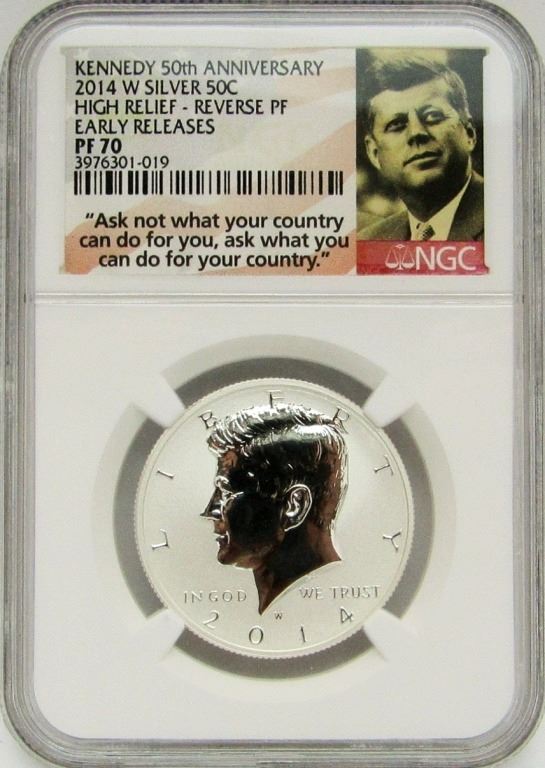 KENNEDY 50th ANNIVERSARY
2014 W SILVER 50C
HIGH RELIEF - REVERSE PF
EARLY RELEASES
PF 70
3976301-019
"Ask not what your country
can do for you, ask what you
can do for your country."
NGC
LIBERTY
IN GOD WE TRUST
W
2014